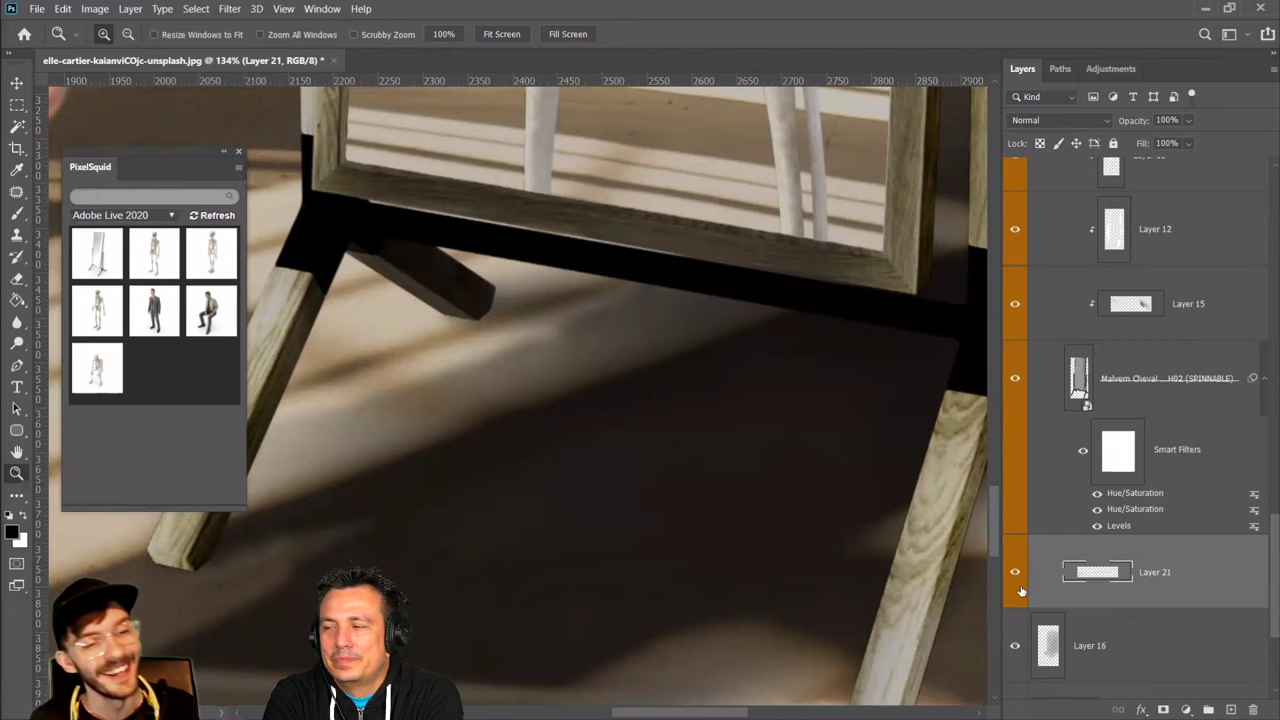 Ps File Edit Image Layer Type Select Filter 3D View Window Help
Resize Windows to Fit Zoom All Windows Scrubby Zoom 100% Fit Screen Fill Screen
elle-cartier-kaianviCOjc-unsplash.jpg @ 134% (Layer 21, RGB/8) *
1900 1950 2000 2050 2100 2150 2200 2250 2300 2350 2400 2450 2500 2550 2600 2650 2700 2750 2800 2850 2900
PixelSquid
Adobe Live 2020 Refresh
Layers Paths Adjustments
Kind
Normal Opacity: 100%
Lock: Fill: 100%
Layer 12
Layer 15
Malvern Cheval ...H02 (SPINNABLE)
Smart Filters
Hue/Saturation
Hue/Saturation
Levels
Layer 21
Layer 16